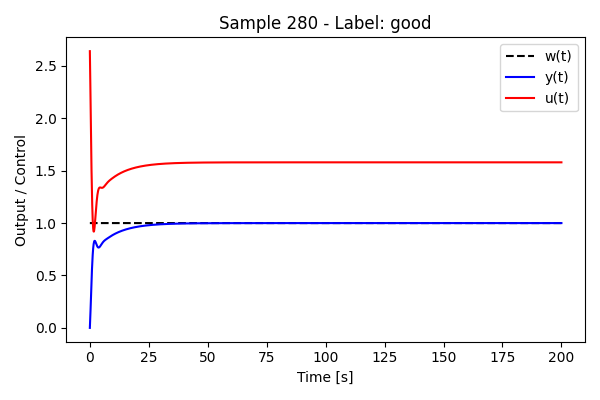 Sample 280 - Label: good
w(t)
y(t)
u(t)
Output / Control
2.5
2.0
1.5
1.0
0.5
0.0
0 25 50 75 100 125 150 175 200
Time [s]